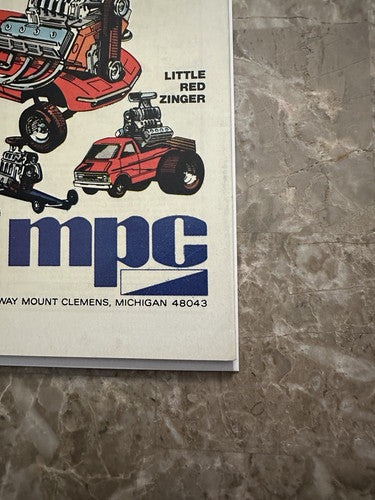 LITTLE
RED
ZINGER
mpc
WAY MOUNT CLEMENS, MICHIGAN 48043